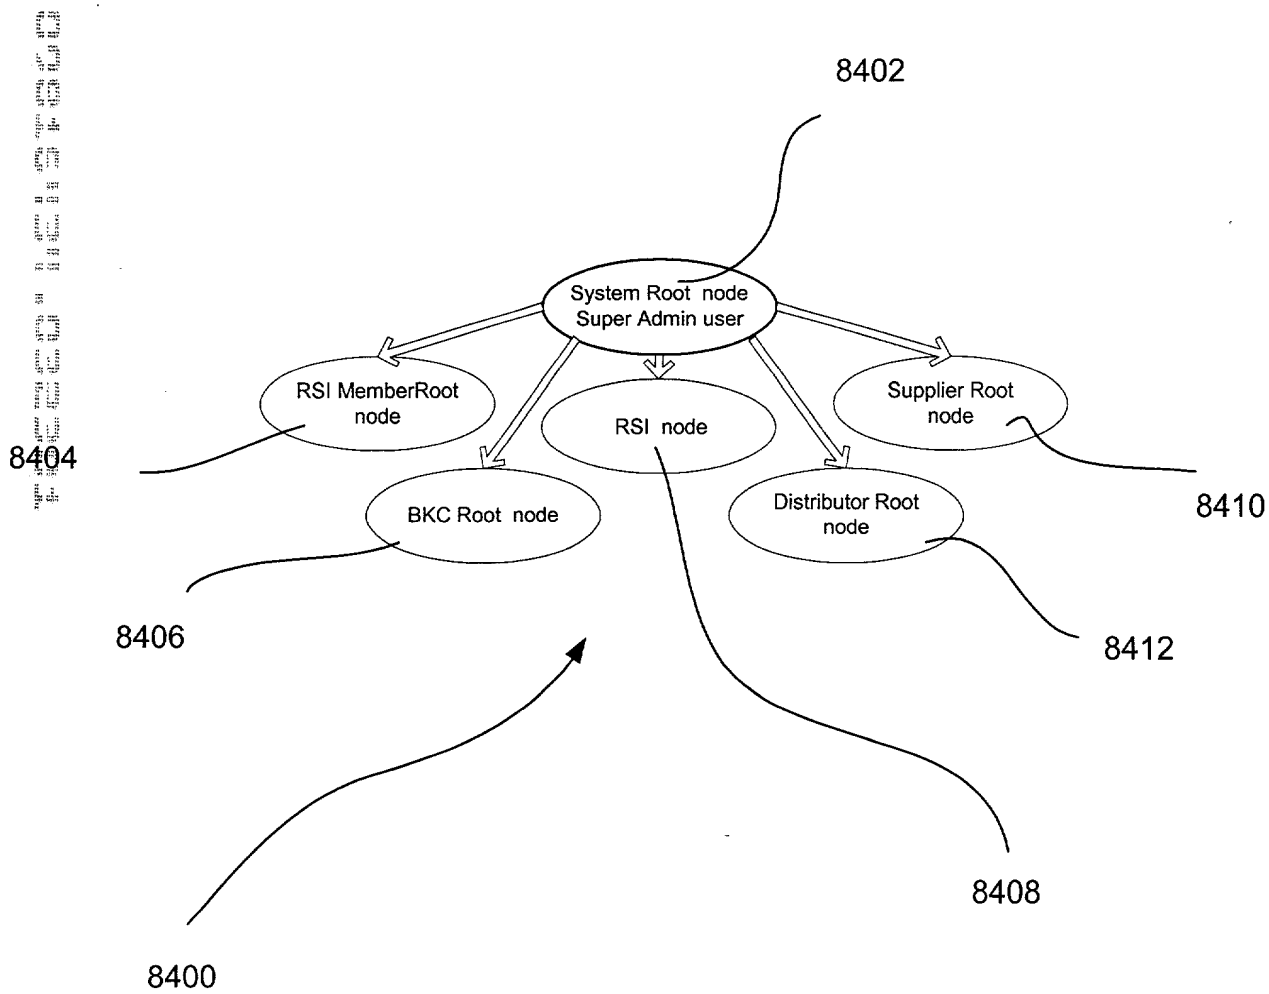 8402
System Root node
Super Admin user
RSI MemberRoot
node
Supplier Root
node
RSI node
8404
BKC Root node
Distributor Root
node
8410
8406
8412
8408
8400